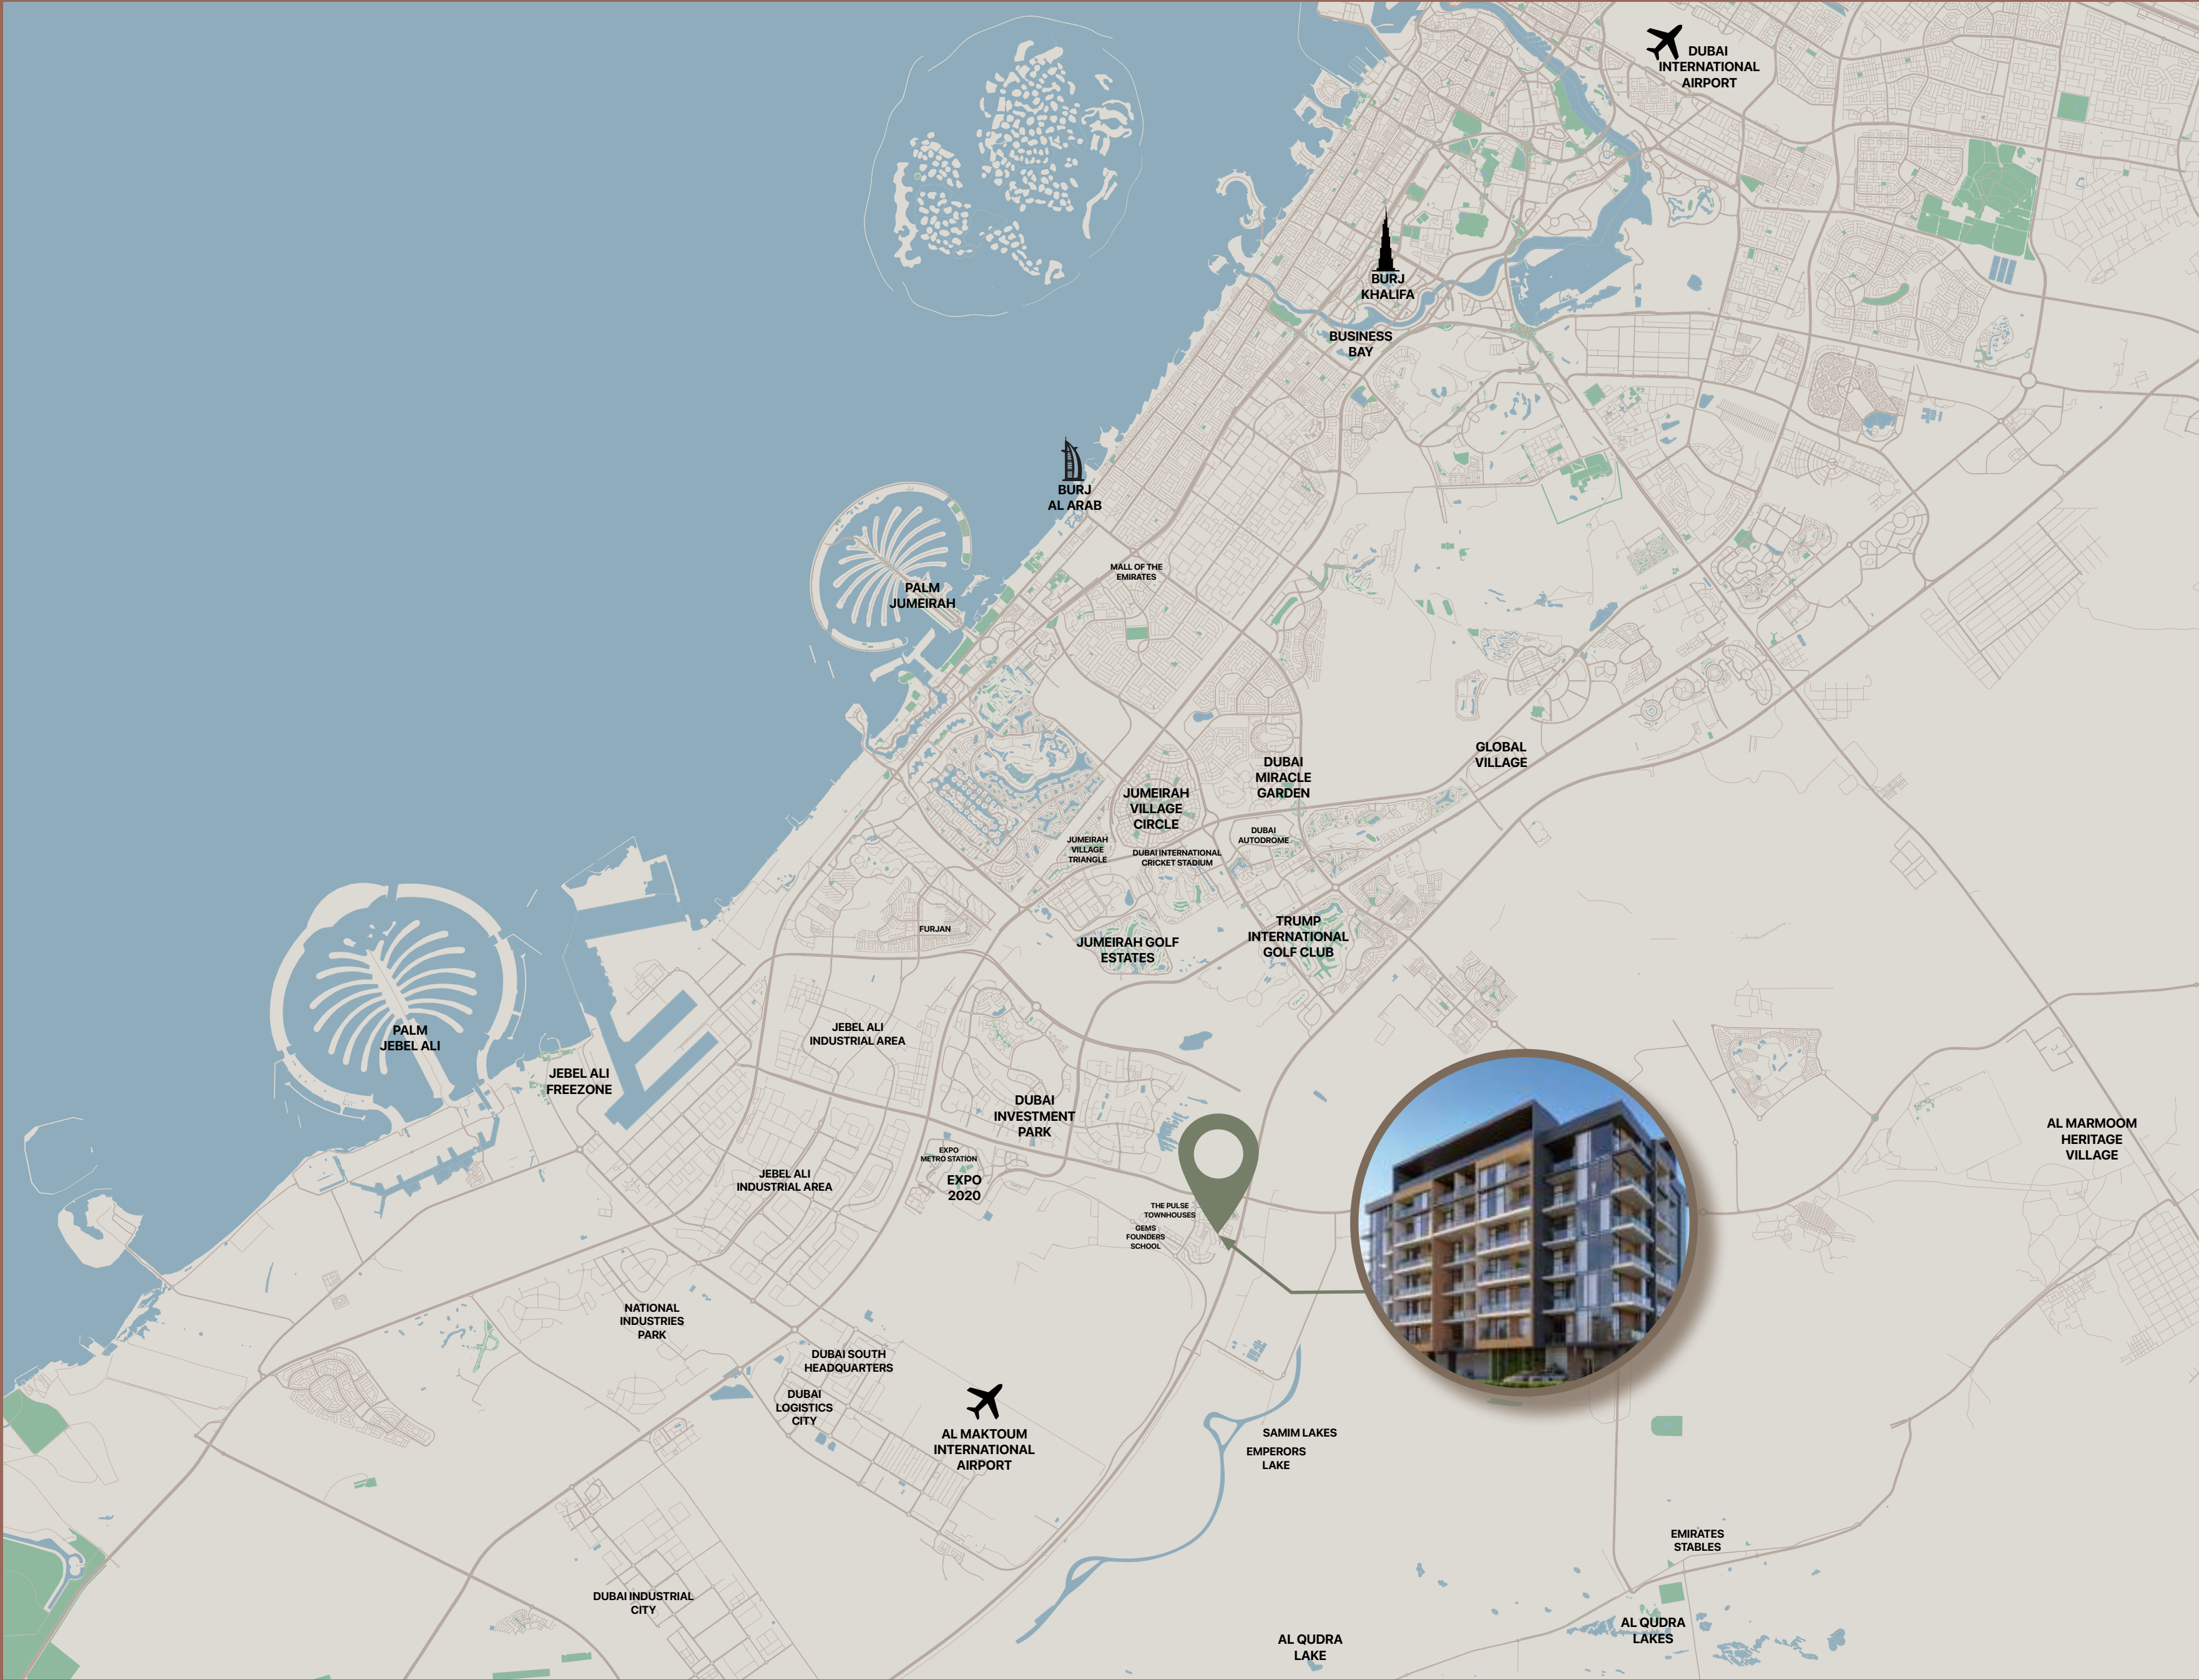 DUBAI
INTERNATIONAL
AIRPORT
BURJ
KHALIFA
BUSINESS
BAY
BURJ
AL ARAB
MALL OF THE
EMIRATES
PALM
JUMEIRAH
GLOBAL
VILLAGE
DUBAI
MIRACLE
GARDEN
JUMEIRAH
VILLAGE
CIRCLE
DUBAI
AUTODROME
JUMEIRAH
VILLAGE
TRIANGLE
DUBAI INTERNATIONAL
CRICKET STADIUM
FURJAN
JUMEIRAH GOLF
ESTATES
TRUMP
INTERNATIONAL
GOLF CLUB
PALM
JEBEL ALI
JEBEL ALI
INDUSTRIAL AREA
JEBEL ALI
FREEZONE
DUBAI
INVESTMENT
PARK
AL MARMOOM
HERITAGE
VILLAGE
EXPO
METRO STATION
EXPO
2020
JEBEL ALI
INDUSTRIAL AREA
THE PULSE
TOWNHOUSES
GEMS
FOUNDERS
SCHOOL
NATIONAL
INDUSTRIES
PARK
DUBAI SOUTH
HEADQUARTERS
DUBAI
LOGISTICS
CITY
AL MAKTOUM
INTERNATIONAL
AIRPORT
SAMIM LAKES
EMPERORS
LAKE
EMIRATES
STABLES
DUBAI INDUSTRIAL
CITY
AL QUDRA
LAKES
AL QUDRA
LAKE